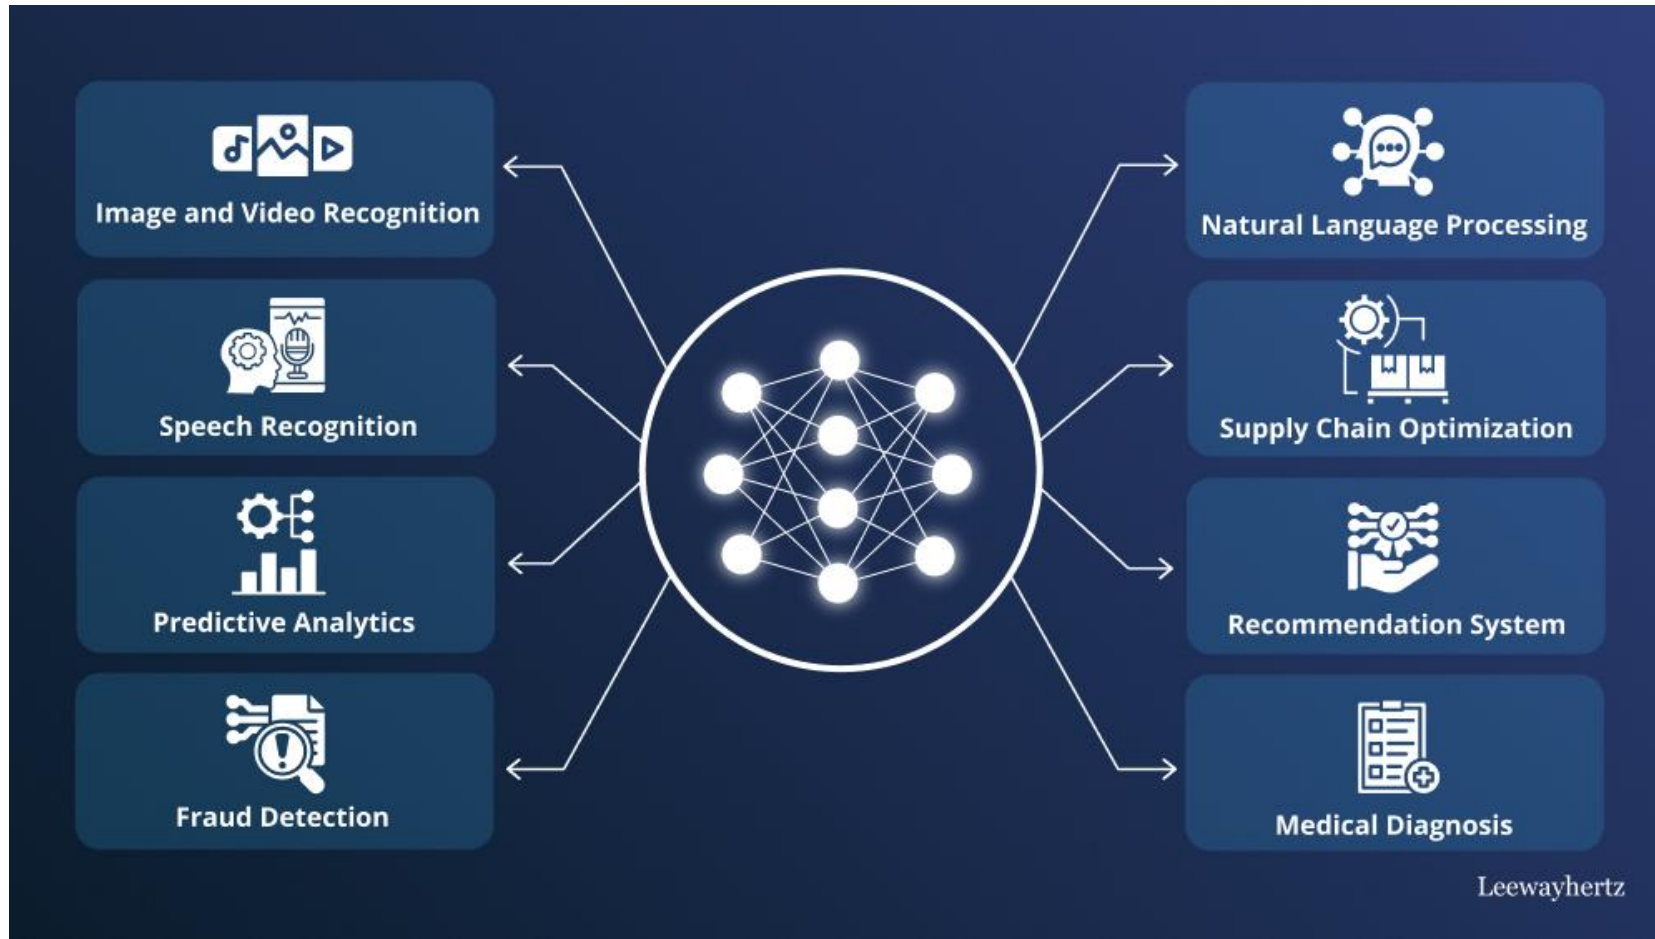 Image and Video Recognition
Speech Recognition
Predictive Analytics
Fraud Detection
Natural Language Processing
Supply Chain Optimization
Recommendation System
Medical Diagnosis
Leewayhertz